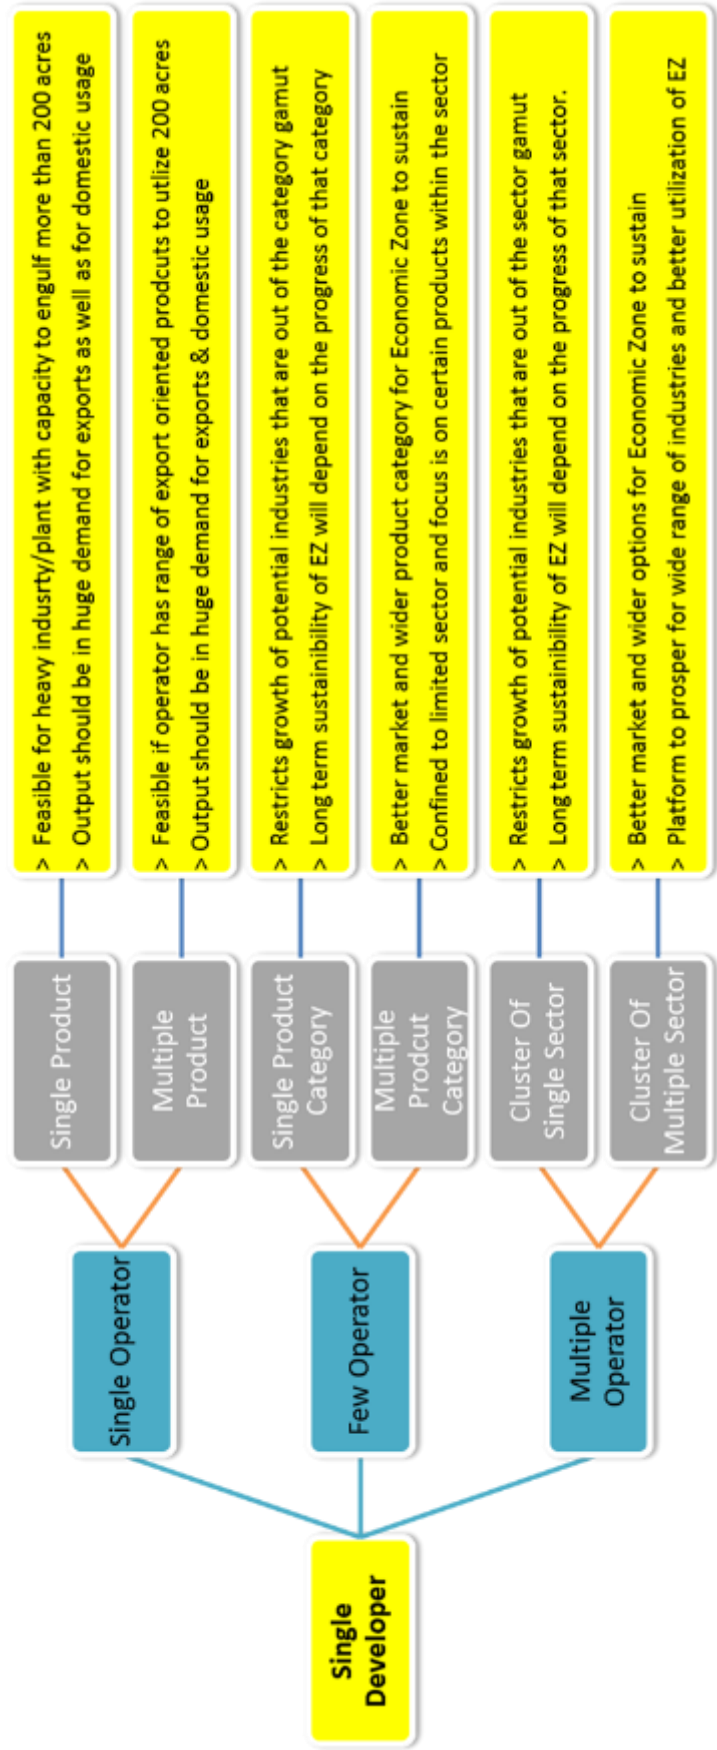 Single
Developer
Single Operator
Few Operator
Multiple
Operator
Single Product
Multiple
Product
Single Product
Category
Multiple
Prodcut
Category
Cluster Of
Single Sector
Cluster Of
Multiple Sector
> Feasible for heavy indusrty/plant with capacity to engulf more than 200 acres
> Output should be in huge demand for exports as well as for domestic usage
> Feasible if operator has range of export oriented prodcuts to utlize 200 acres
> Output should be in huge demand for exports & domestic usage
> Restricts growth of potential industries that are out of the category gamut
> Long term sustainibility of EZ will depend on the progress of that category
> Better market and wider product category for Economic Zone to sustain
> Confined to limited sector and focus is on certain products within the sector
> Restricts growth of potential industries that are out of the sector gamut
> Long term sustainibility of EZ will depend on the progress of that sector.
> Better market and wider options for Economic Zone to sustain
> Platform to prosper for wide range of industries and better utilization of EZ